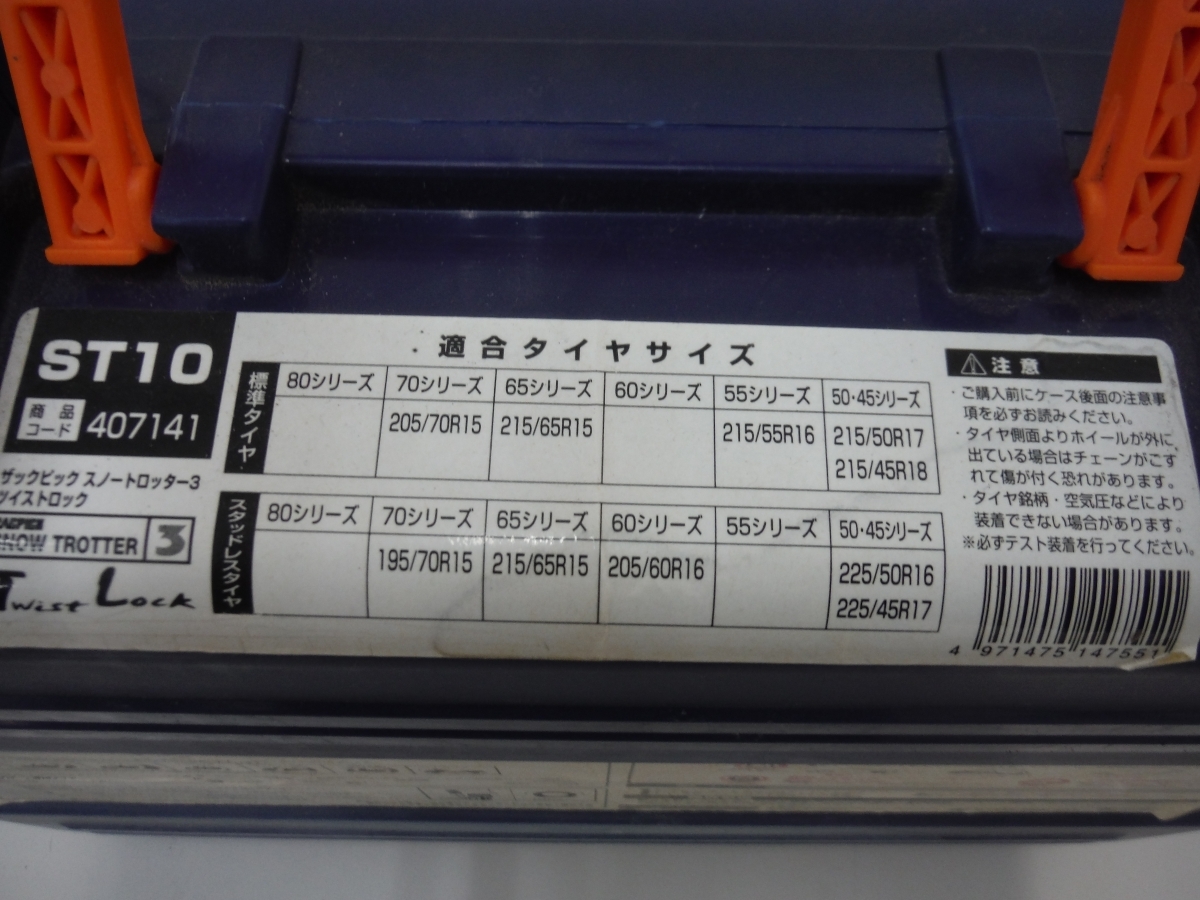 ST10
商品
コード 407141
ザックピック スノートロッター3
ツイストロック
SNOW TROTTER 3
Twist Lock
適合タイヤサイズ
標準タイヤ
80シリーズ 70シリーズ 65シリーズ 60シリーズ 55シリーズ 50・45シリーズ
205/70R15 215/65R15 215/55R16 215/50R17
215/45R18
スタッドレスタイヤ
80シリーズ 70シリーズ 65シリーズ 60シリーズ 55シリーズ 50・45シリーズ
195/70R15 215/65R15 205/60R16 225/50R16
225/45R17
注意
・ご購入前にケース後面の注意事
項を必ずお読みください。
・タイヤ側面よりホイールが外に
出ている場合はチェーンがこす
れて傷が付く恐れがあります。
・タイヤ銘柄・空気圧などにより
装着できない場合があります。
※必ずテスト装着を行ってください。
4 971475 147551